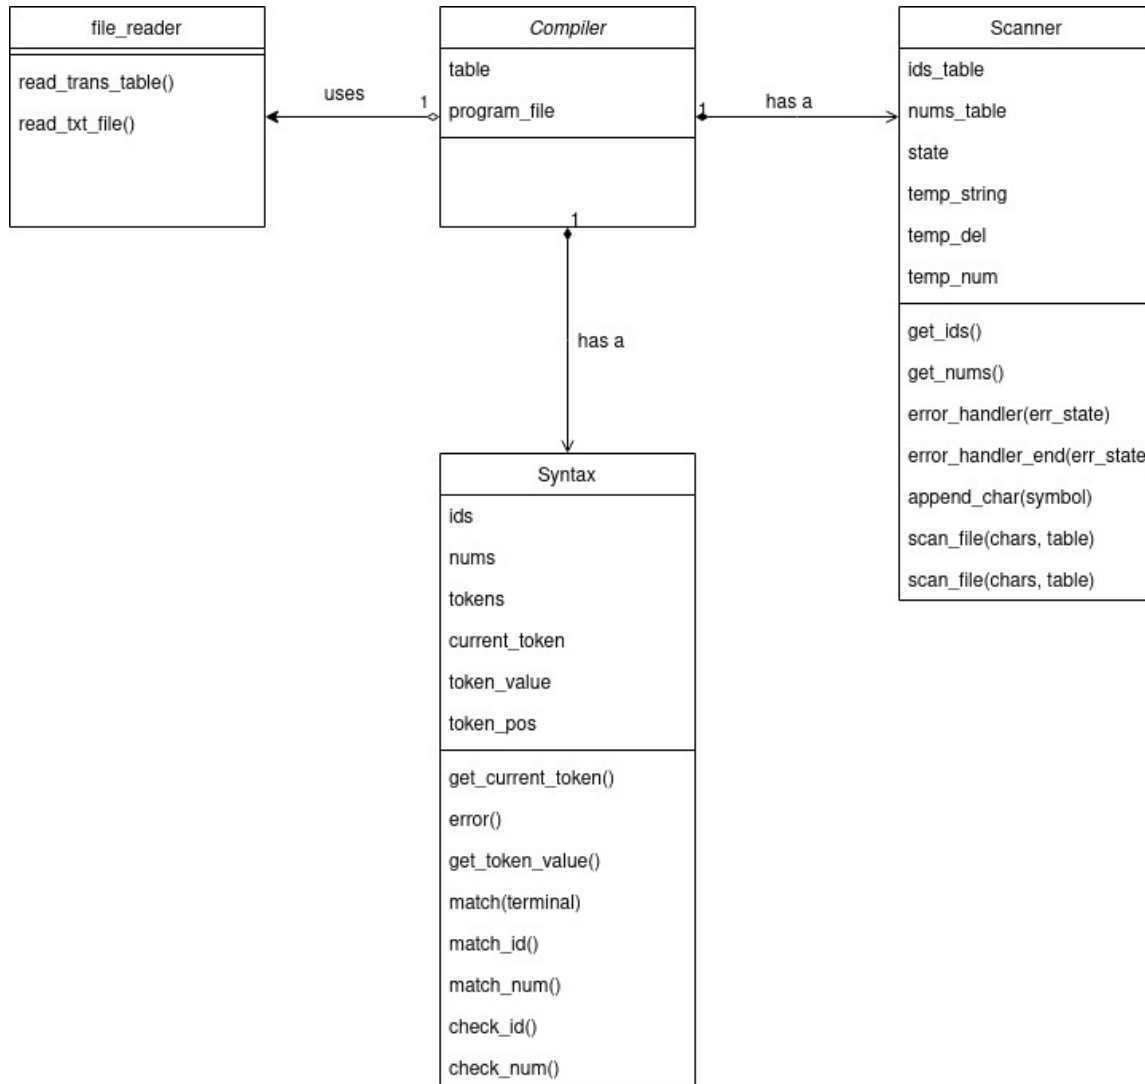 file_reader
read_trans_table()
read_txt_file()
uses
1
Compiler
table
program_file
1
1
has a
has a
Scanner
ids_table
nums_table
state
temp_string
temp_del
temp_num
get_ids()
get_nums()
error_handler(err_state)
error_handler_end(err_state
append_char(symbol)
scan_file(chars, table)
scan_file(chars, table)
Syntax
ids
nums
tokens
current_token
token_value
token_pos
get_current_token()
error()
get_token_value()
match(terminal)
match_id()
match_num()
check_id()
check_num()